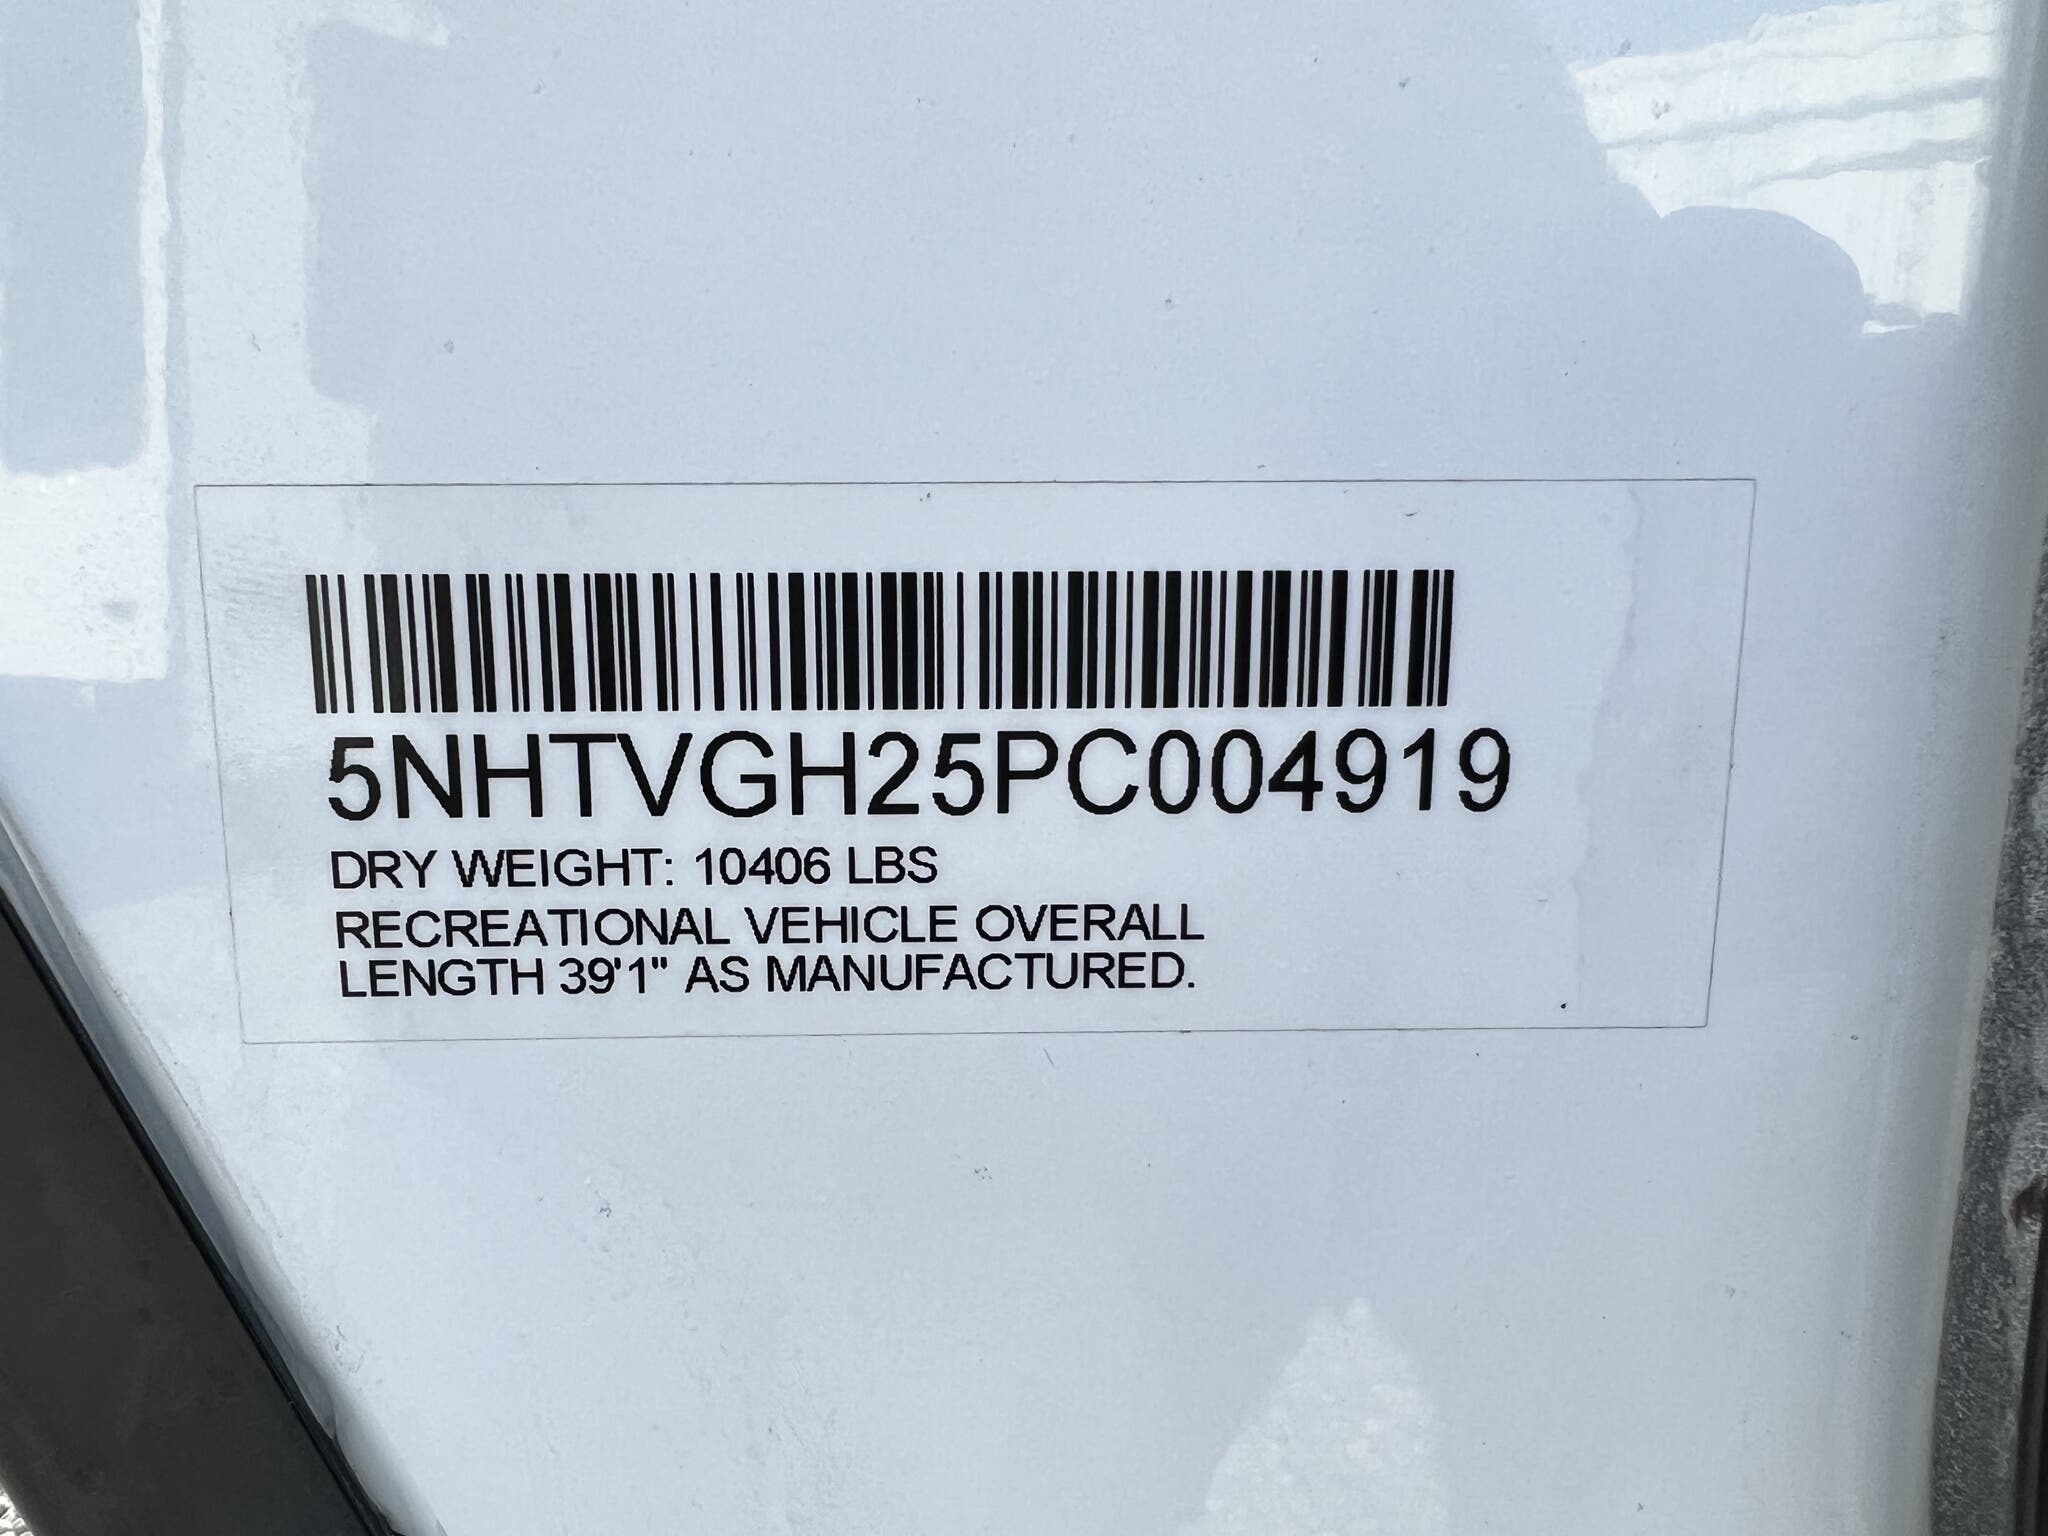 5NHTVGH25PC004919
DRY WEIGHT: 10406 LBS
RECREATIONAL VEHICLE OVERALL
LENGTH 39'1" AS MANUFACTURED.